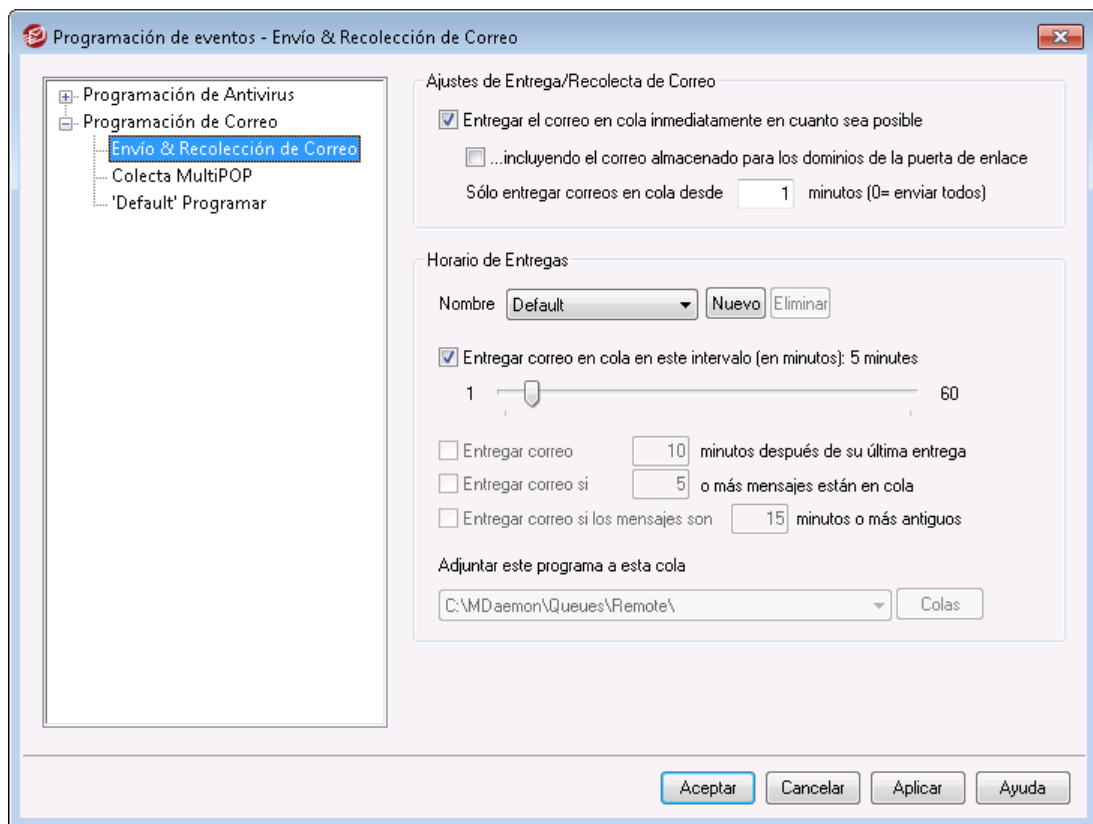 Programación de eventos - Envío & Recolección de Correo
Programación de Antivirus
Programación de Correo
Envío & Recolección de Correo
Colecta MultiPOP
'Default' Programar
Ajustes de Entrega/Recolecta de Correo
Entregar el correo en cola inmediatamente en cuanto sea posible
...incluyendo el correo almacenado para los dominios de la puerta de enlace
Sólo entregar correos en cola desde 1 minutos (0= enviar todos)
Horario de Entregas
Nombre Default Nuevo Eliminar
Entregar correo en cola en este intervalo (en minutos): 5 minutes
1 60
Entregar correo 10 minutos después de su última entrega
Entregar correo si 5 o más mensajes están en cola
Entregar correo si los mensajes son 15 minutos o más antiguos
Adjuntar este programa a esta cola
C:\MDaemon\Queues\Remote\ Colas
Aceptar Cancelar Aplicar Ayuda